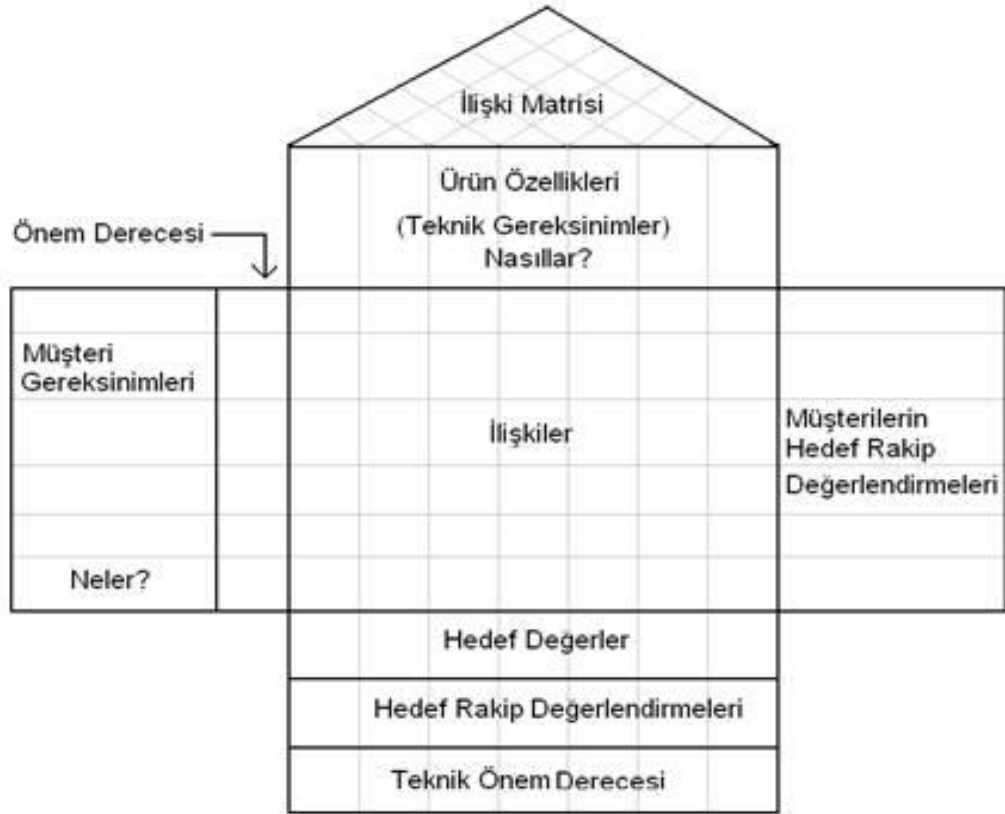 İlişki Matrisi
Ürün Özellikleri
(Teknik Gereksinimler)
Nasıllar?
Önem Derecesi
Müşteri
Gereksinimleri
Neler?
İlişkiler
Müşterilerin
Hedef Rakip
Değerlendirmeleri
Hedef Değerler
Hedef Rakip Değerlendirmeleri
Teknik Önem Derecesi